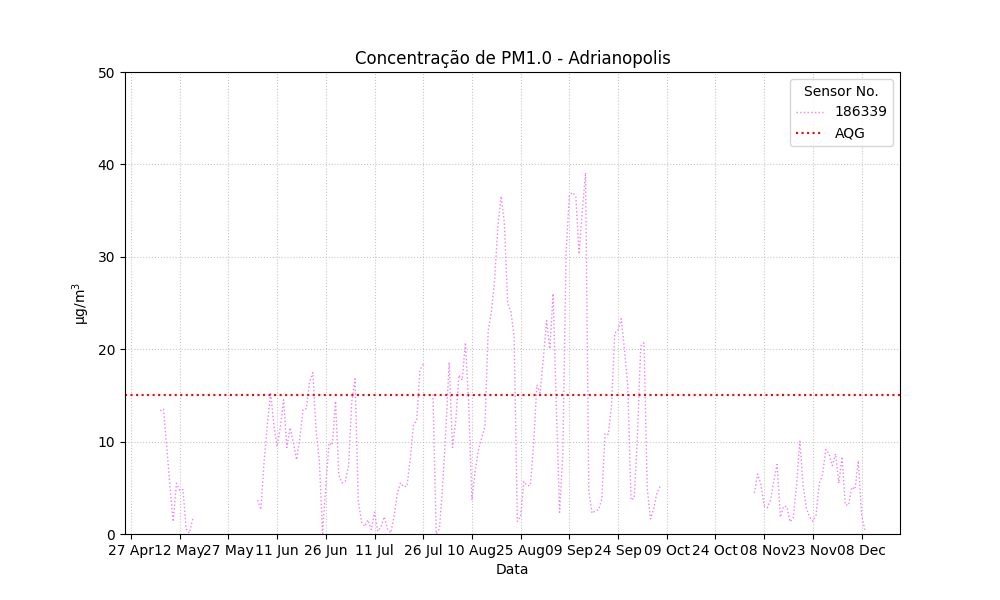 Concentração de PM1.0 - Adrianopolis
Sensor No.
186339
AQG
50
40
30
20
10
0
µg/m³
27 Apr 12 May 27 May 11 Jun 26 Jun 11 Jul 26 Jul 10 Aug 25 Aug 09 Sep 24 Sep 09 Oct 24 Oct 08 Nov 23 Nov 08 Dec
Data